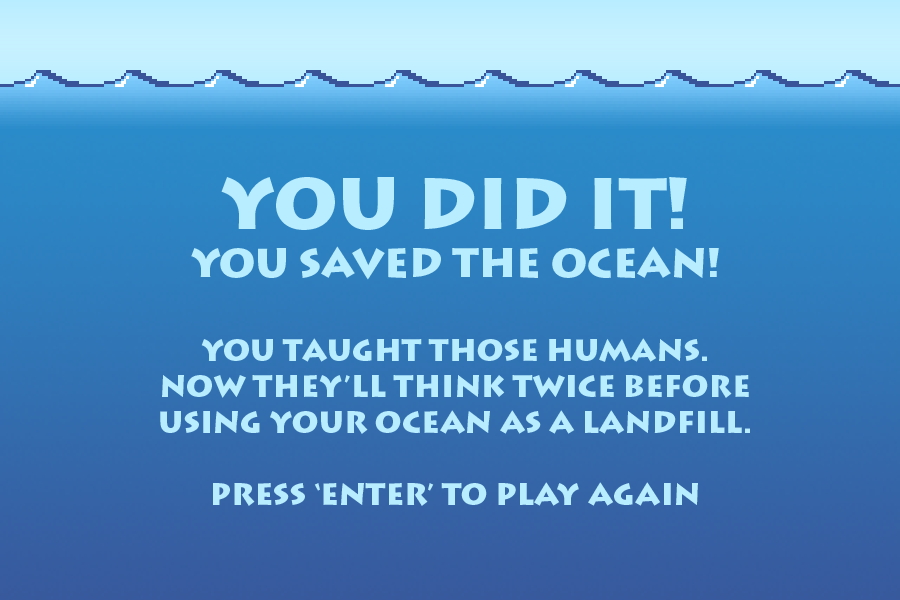 YOU DID IT!
YOU SAVED THE OCEAN!
YOU TAUGHT THOSE HUMANS.
NOW THEY'LL THINK TWICE BEFORE
USING YOUR OCEAN AS A LANDFILL.
PRESS ‘ENTER’ TO PLAY AGAIN